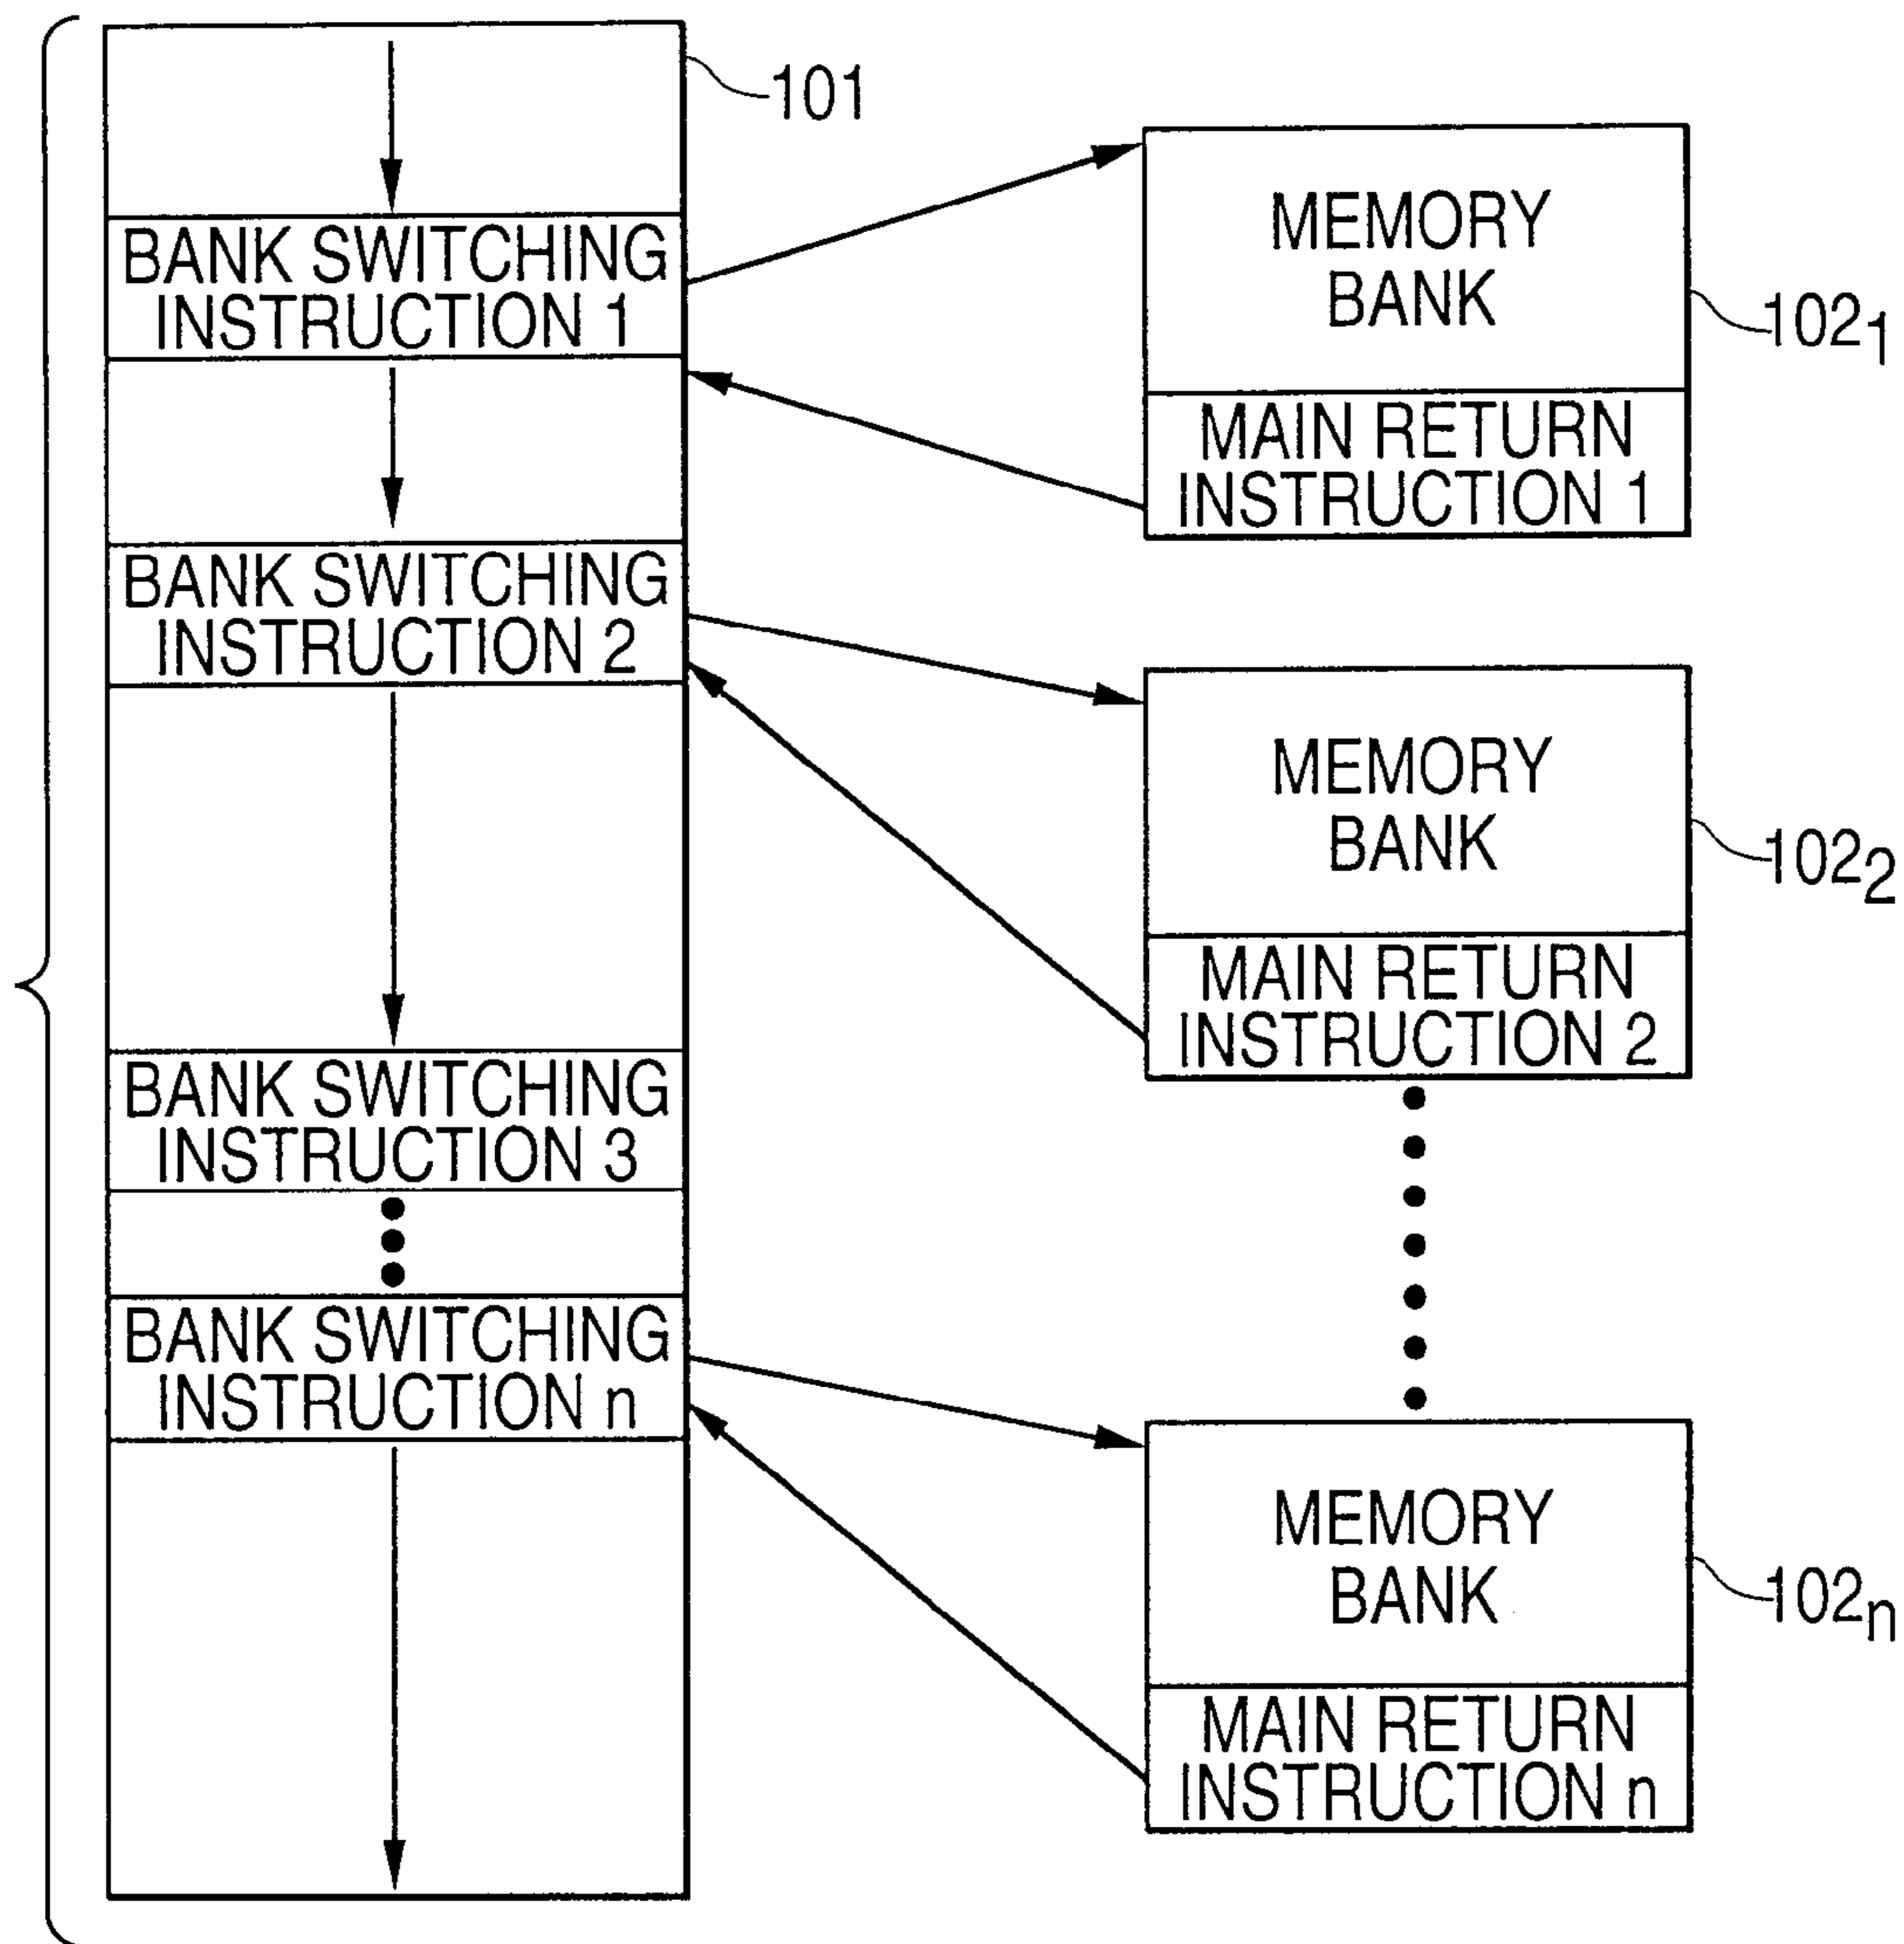 101
BANK SWITCHING
INSTRUCTION 1
MEMORY
BANK
102₁
MAIN RETURN
INSTRUCTION 1
BANK SWITCHING
INSTRUCTION 2
MEMORY
BANK
102₂
MAIN RETURN
INSTRUCTION 2
BANK SWITCHING
INSTRUCTION 3
BANK SWITCHING
INSTRUCTION n
MEMORY
BANK
102ₙ
MAIN RETURN
INSTRUCTION n